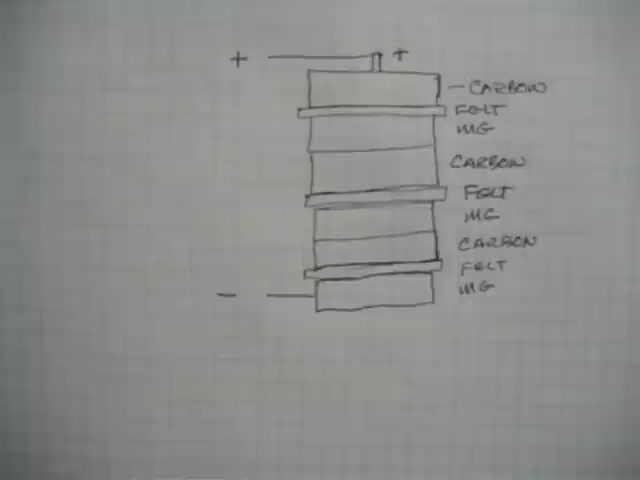 + +
- CARBON
FELT
MG
CARBON
FELT
MG
CARBON
FELT
- MG